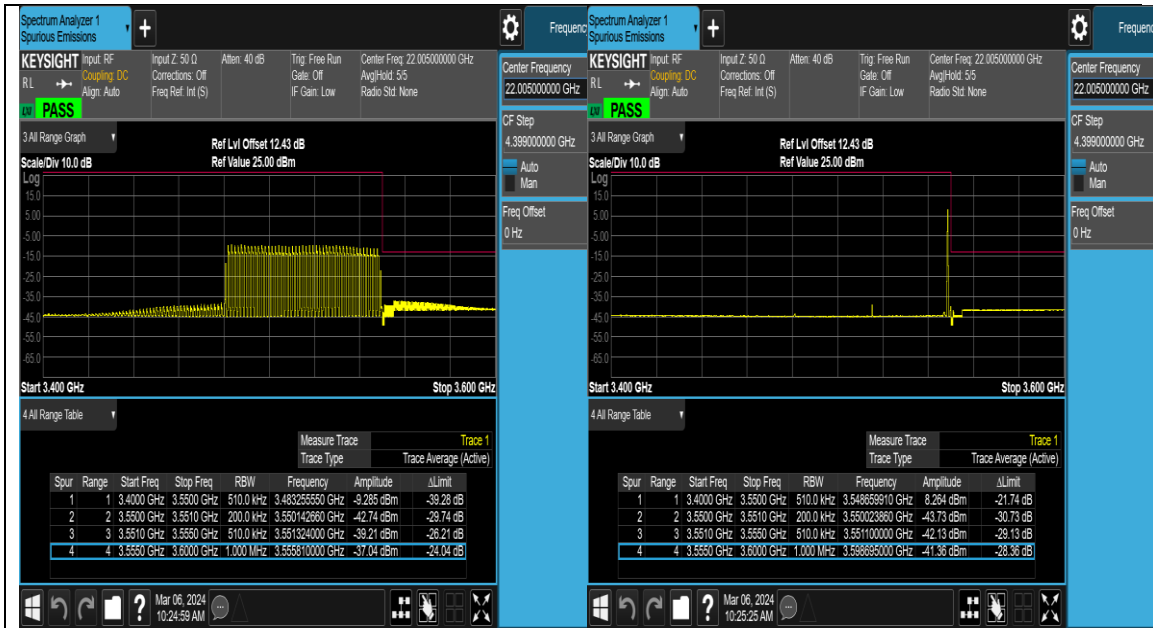 Spectrum Analyzer 1
Spurious Emissions
+
Frequenc
KEYSIGHT Input: RF Input Z: 50 Ω Atten: 40 dB Trig: Free Run Center Freq: 22.005000000 GHz
RL Coupling: DC Corrections: Off Gate: Off Avg|Hold: 5/5
Align: Auto Freq Ref: Int (S) IF Gain: Low Radio Std: None
PASS
Center Frequency
22.005000000 GHz
CF Step
4.399000000 GHz
Auto
Man
Freq Offset
0 Hz
3 All Range Graph
Ref Lvl Offset 12.43 dB
Scale/Div 10.0 dB Ref Value 25.00 dBm
Log
15.0
5.00
-5.00
-15.0
-25.0
-35.0
-45.0
-55.0
-65.0
Start 3.400 GHz Stop 3.600 GHz
4 All Range Table
Measure Trace Trace 1
Trace Type Trace Average (Active)
Spur Range Start Freq Stop Freq RBW Frequency Amplitude ΔLimit
1 1 3.4000 GHz 3.5500 GHz 510.0 kHz 3.483255550 GHz -9.285 dBm -39.28 dB
2 2 3.5500 GHz 3.5510 GHz 200.0 kHz 3.550142660 GHz -42.74 dBm -29.74 dB
3 3 3.5510 GHz 3.5550 GHz 510.0 kHz 3.551324000 GHz -39.21 dBm -26.21 dB
4 4 3.5550 GHz 3.6000 GHz 1.000 MHz 3.555810000 GHz -37.04 dBm -24.04 dB
?
Mar 06, 2024
10:24:59 AM
Spectrum Analyzer 1
Spurious Emissions
+
Frequenc
KEYSIGHT Input: RF Input Z: 50 Ω Atten: 40 dB Trig: Free Run Center Freq: 22.005000000 GHz
RL Coupling: DC Corrections: Off Gate: Off Avg|Hold: 5/5
Align: Auto Freq Ref: Int (S) IF Gain: Low Radio Std: None
PASS
Center Frequency
22.005000000 GHz
CF Step
4.399000000 GHz
Auto
Man
Freq Offset
0 Hz
3 All Range Graph
Ref Lvl Offset 12.43 dB
Scale/Div 10.0 dB Ref Value 25.00 dBm
Log
15.0
5.00
-5.00
-15.0
-25.0
-35.0
-45.0
-55.0
-65.0
Start 3.400 GHz Stop 3.600 GHz
4 All Range Table
Measure Trace Trace 1
Trace Type Trace Average (Active)
Spur Range Start Freq Stop Freq RBW Frequency Amplitude ΔLimit
1 1 3.4000 GHz 3.5500 GHz 510.0 kHz 3.548659910 GHz 8.264 dBm -21.74 dB
2 2 3.5500 GHz 3.5510 GHz 200.0 kHz 3.550023860 GHz -43.73 dBm -30.73 dB
3 3 3.5510 GHz 3.5550 GHz 510.0 kHz 3.551100000 GHz -42.13 dBm -29.13 dB
4 4 3.5550 GHz 3.6000 GHz 1.000 MHz 3.598695000 GHz -41.36 dBm -28.36 dB
?
Mar 06, 2024
10:25:25 AM